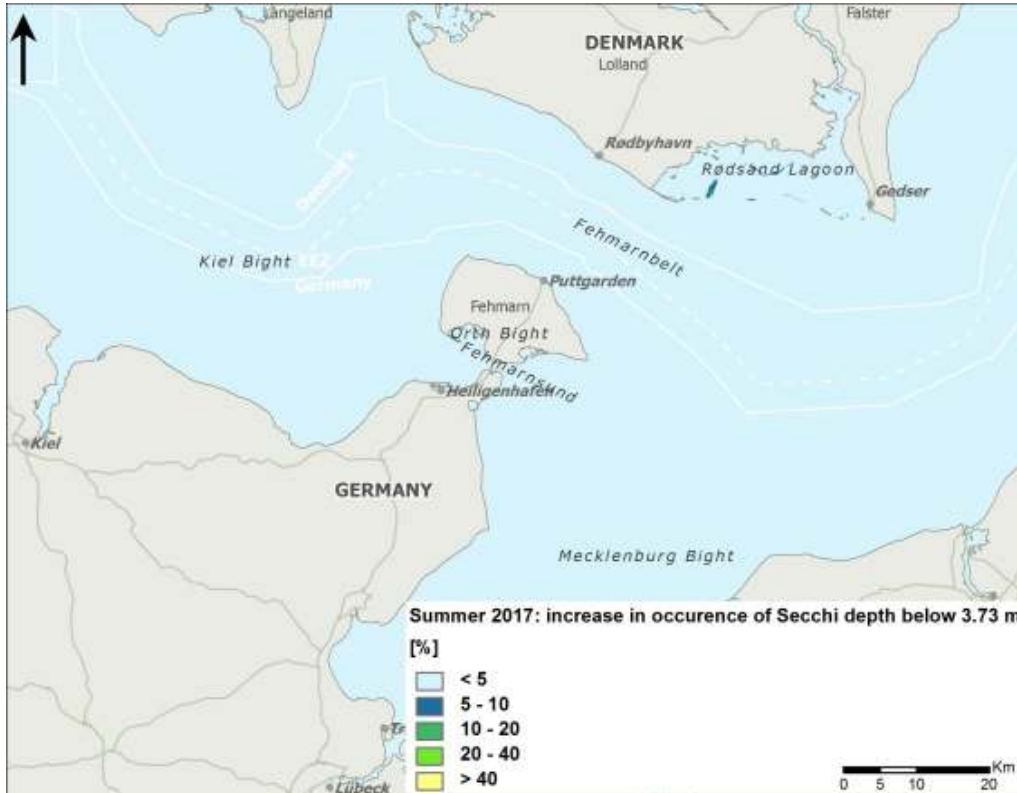 Langeland
Falster
DENMARK
Lolland
Rødbyhavn
Rødsand Lagoon
Gedser
Denmark
Fehmarnbelt
Kiel Bight
EEZ
Germany
Puttgarden
Fehmarn
Orth Bight
Fehmarnsund
Heiligenhafen
Kiel
GERMANY
Mecklenburg Bight
Summer 2017: increase in occurence of Secchi depth below 3.73 m
[%]
< 5
5 - 10
10 - 20
20 - 40
> 40
Lübeck
Km
0 5 10 20